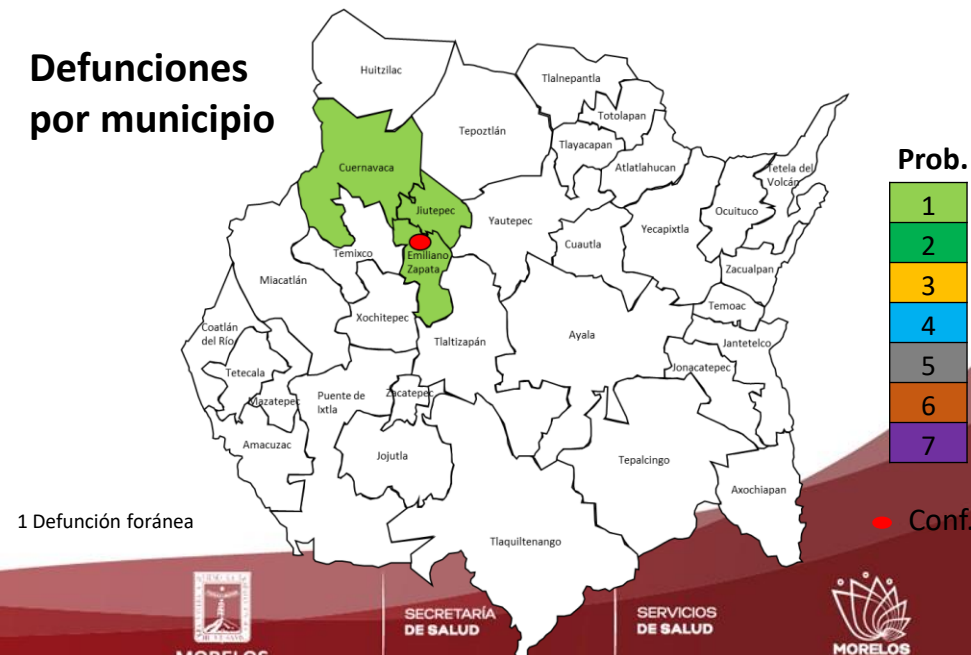 Defunciones
por municipio
Huitzilac
Tlalnepantla
Totolapan
Tepoztlán
Tlayacapan
Atlatlahucan
Tetela del
Volcán
Cuernavaca
Jiutepec
Yautepec
Ocuituco
Yecapixtla
Cuautla
Temixco
Emiliano
Zapata
Zacualpan
Miacatlán
Temoac
Xochitepec
Coatlán
del Río
Tlaltizapán
Ayala
Jantetelco
Jonacatepec
Tetecala
Mazatepec
Puente de
Ixtla
Zacatepec
Amacuzac
Jojutla
Tepalcingo
Axochiapan
Tlaquiltenango
Prob.
1
2
3
4
5
6
7
Conf.
1 Defunción foránea
MORELOS
SECRETARÍA
DE SALUD
SERVICIOS
DE SALUD
MORELOS